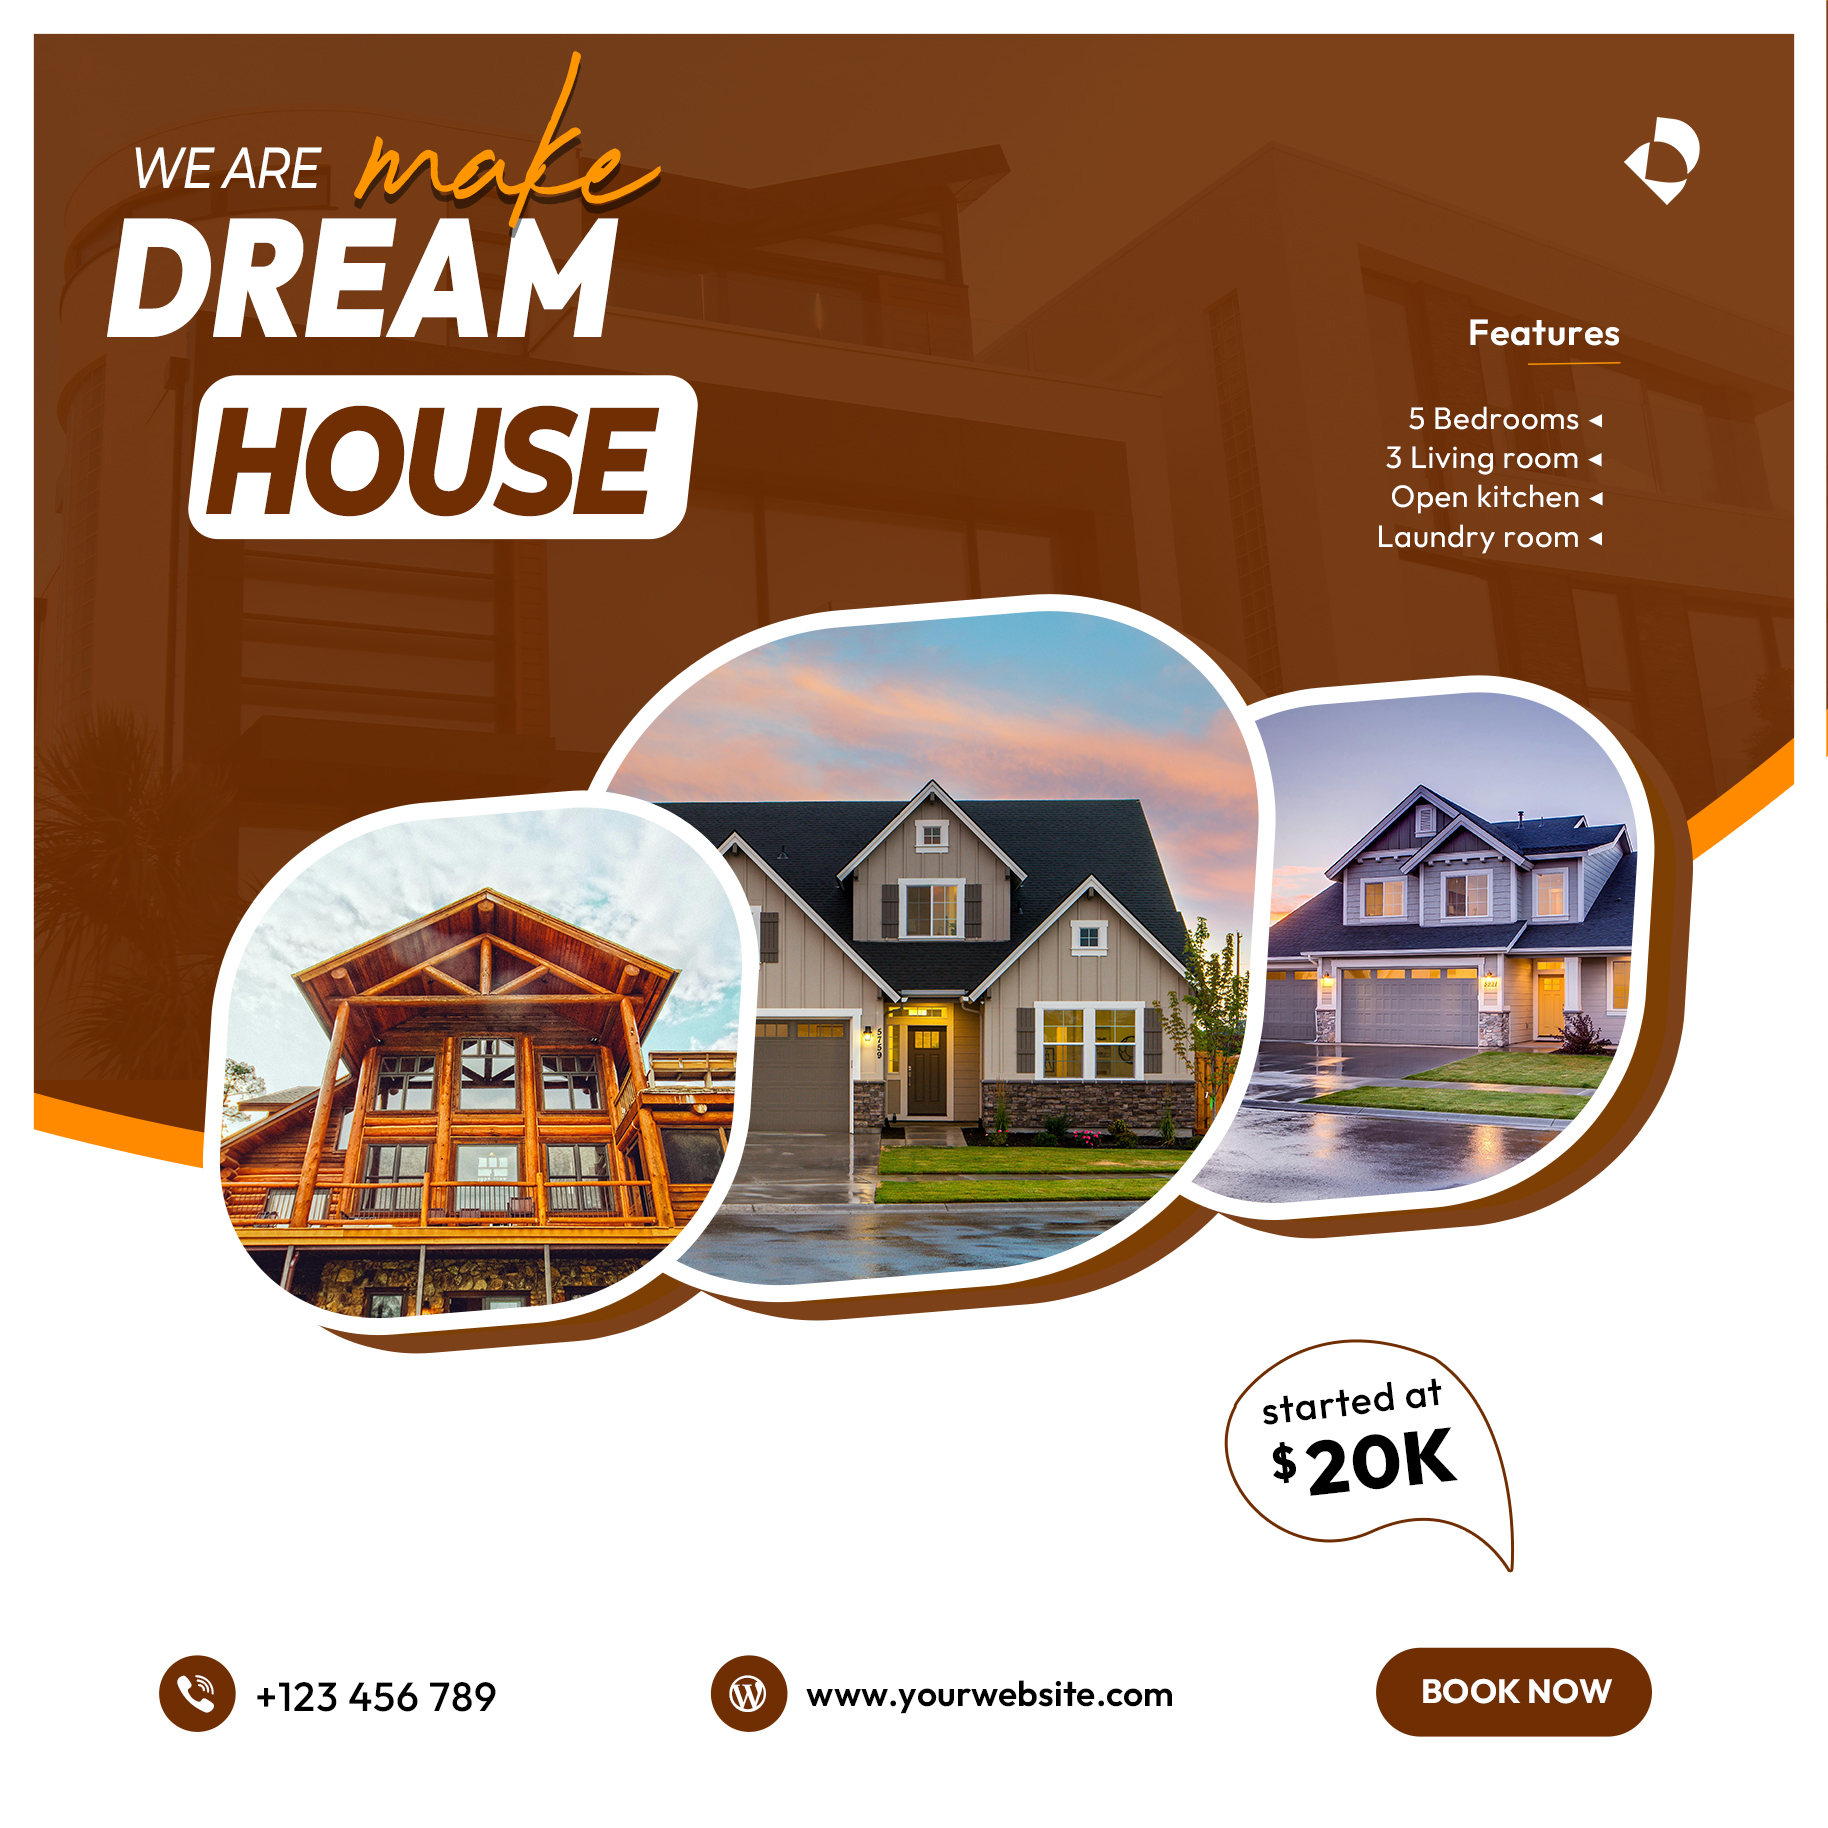 WE ARE make
DREAM
HOUSE
Features
5 Bedrooms ◂
3 Living room ◂
Open kitchen ◂
Laundry room ◂
5759
started at
$20K
+123 456 789
www.yourwebsite.com
BOOK NOW